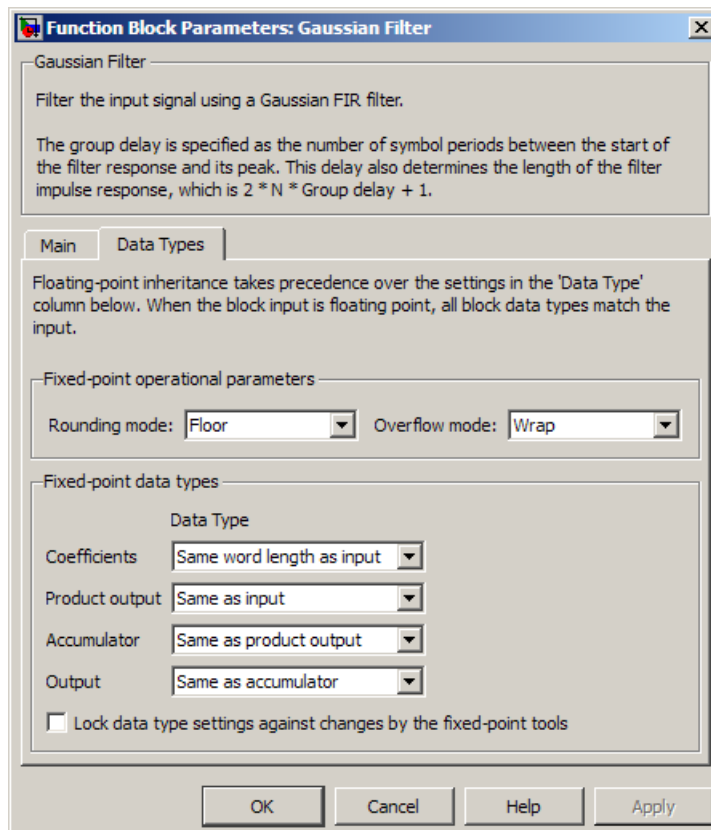 Function Block Parameters: Gaussian Filter
Gaussian Filter
Filter the input signal using a Gaussian FIR filter.
The group delay is specified as the number of symbol periods between the start of
the filter response and its peak. This delay also determines the length of the filter
impulse response, which is 2 * N * Group delay + 1.
Main Data Types
Floating-point inheritance takes precedence over the settings in the 'Data Type'
column below. When the block input is floating point, all block data types match the
input.
Fixed-point operational parameters
Rounding mode: Floor Overflow mode: Wrap
Fixed-point data types
Data Type
Coefficients Same word length as input
Product output Same as input
Accumulator Same as product output
Output Same as accumulator
Lock data type settings against changes by the fixed-point tools
OK Cancel Help Apply